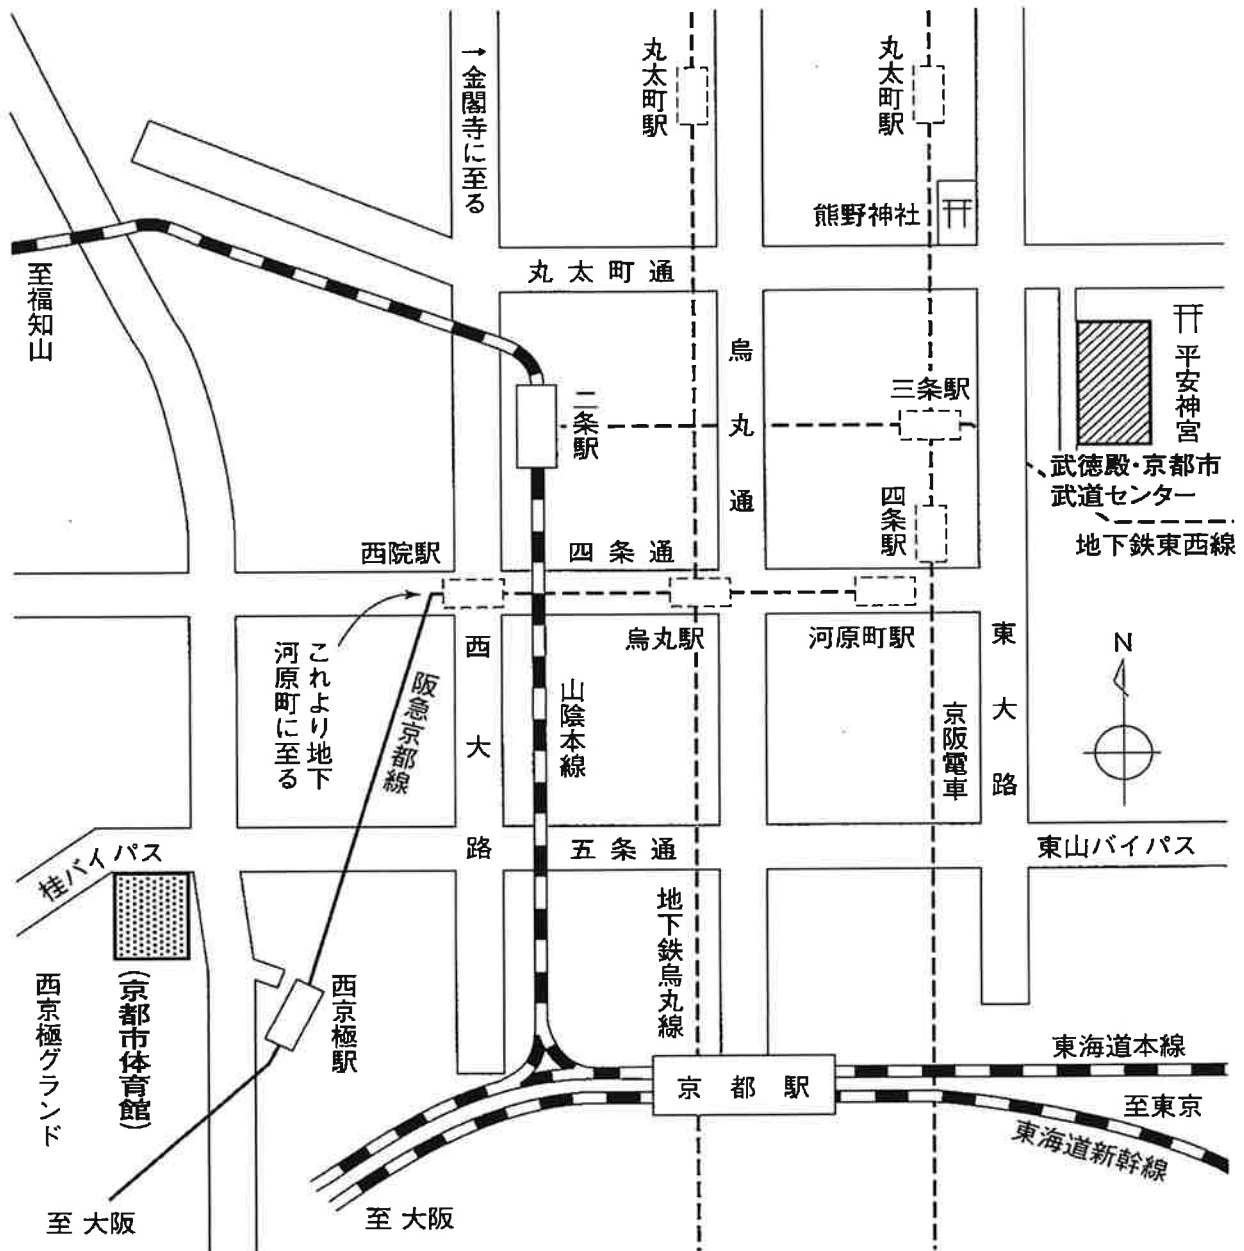 →金閣寺に至る
丸太町駅
丸太町駅
熊野神社
至福知山
丸太町通
烏丸通
二条駅
三条駅
平安神宮
武徳殿・京都市
武道センター
地下鉄東西線
四条駅
西院駅
四条通
烏丸駅
河原町駅
これより地下
河原町に至る
阪急京都線
西大路
山陰本線
京阪電車
東大路
N
桂バイパス
五条通
東山バイパス
西京極グランド
(京都市体育館)
西京極駅
地下鉄烏丸線
京都駅
東海道本線
至東京
東海道新幹線
至 大阪
至 大阪